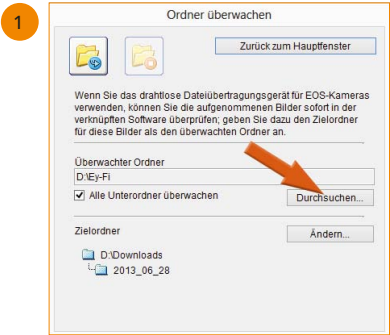 1
Ordner überwachen
Zurück zum Hauptfenster
Wenn Sie das drahtlose Dateiübertragungsgerät für EOS-Kameras
verwenden, können Sie die aufgenommenen Bilder sofort in der
verknüpften Software überprüfen; geben Sie dazu den Zielordner
für diese Bilder als den überwachten Ordner an.
Überwachter Ordner
D:\Ey-Fi
Alle Unterordner überwachen
Durchsuchen...
Zielordner
Ändern...
D:\Downloads
2013_06_28